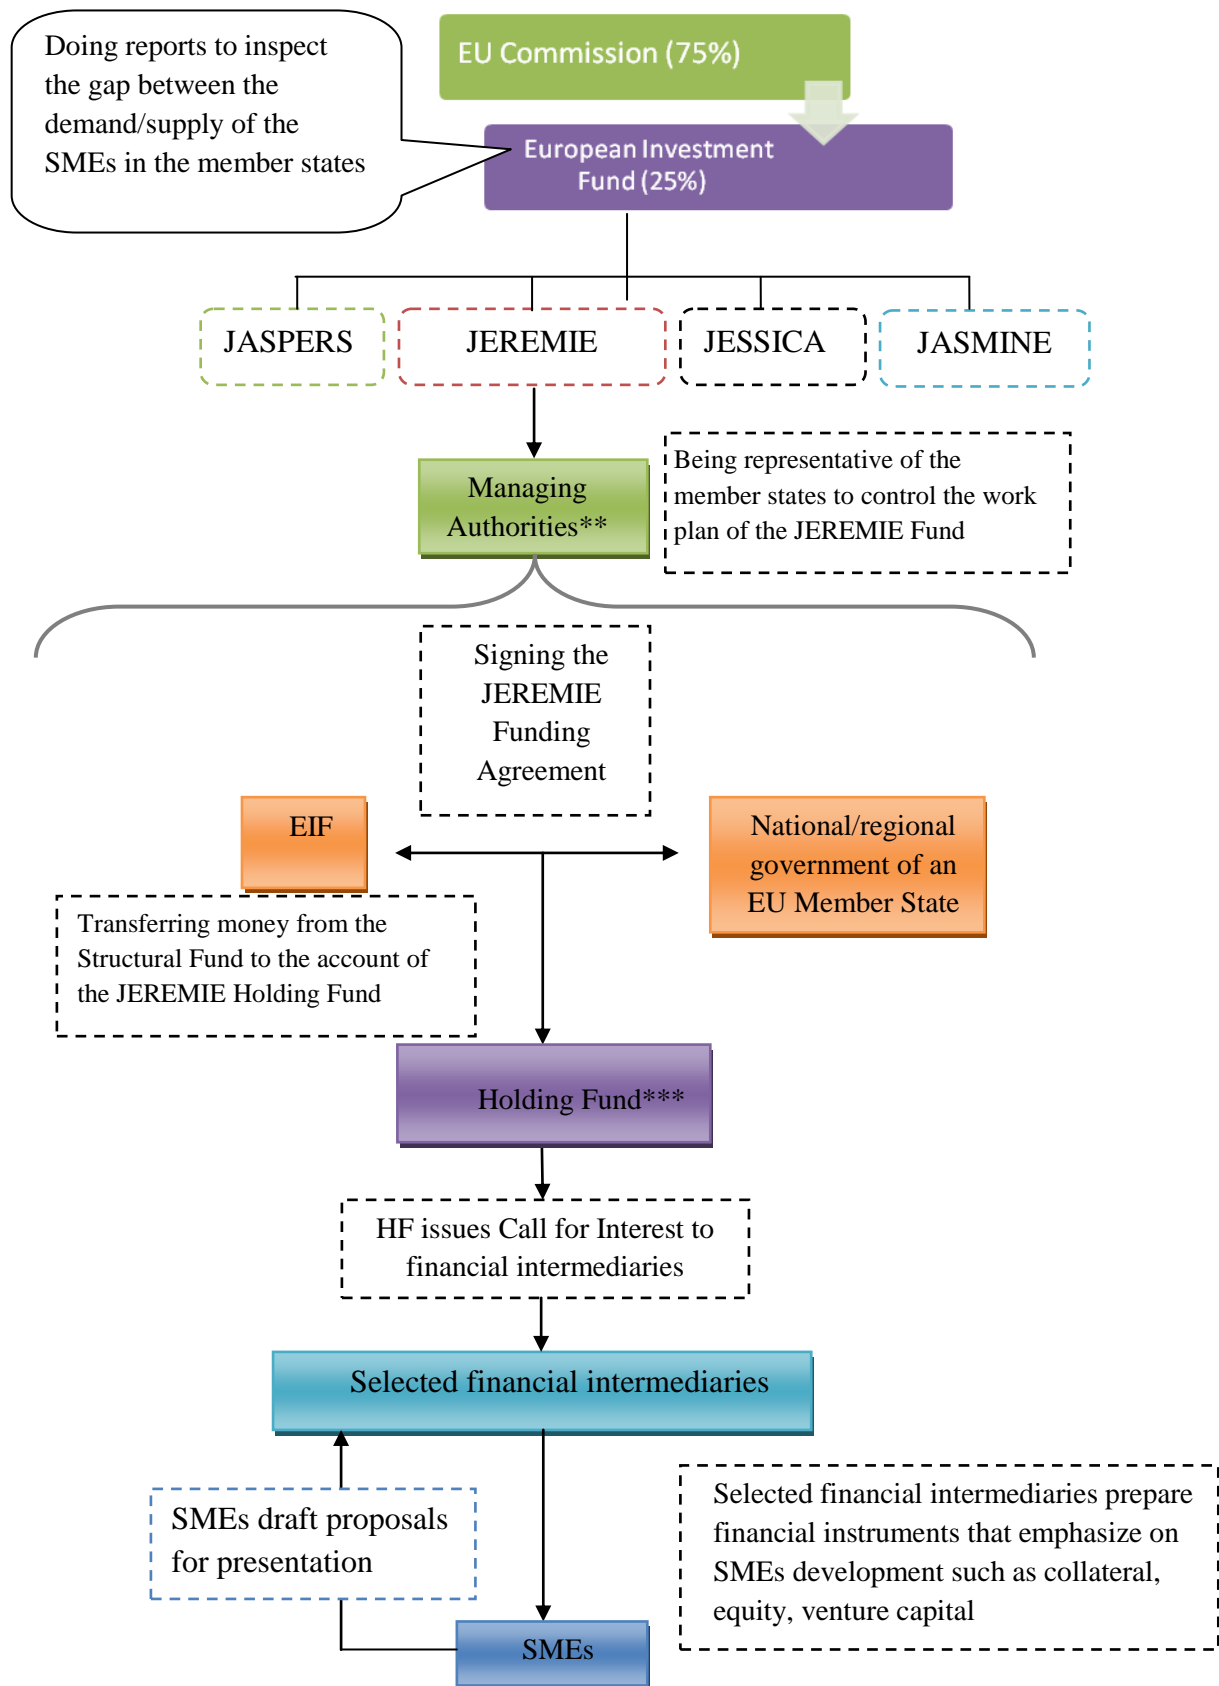 Doing reports to inspect
the gap between the
demand/supply of the
SMEs in the member states
EU Commission (75%)
European Investment
Fund (25%)
JASPERS
JEREMIE
JESSICA
JASMINE
Managing
Authorities**
Being representative of the
member states to control the work
plan of the JEREMIE Fund
Signing the
JEREMIE
Funding
Agreement
EIF
National/regional
government of an
EU Member State
Transferring money from the
Structural Fund to the account of
the JEREMIE Holding Fund
Holding Fund***
HF issues Call for Interest to
financial intermediaries
Selected financial intermediaries
SMEs draft proposals
for presentation
Selected financial intermediaries prepare
financial instruments that emphasize on
SMEs development such as collateral,
equity, venture capital
SMEs